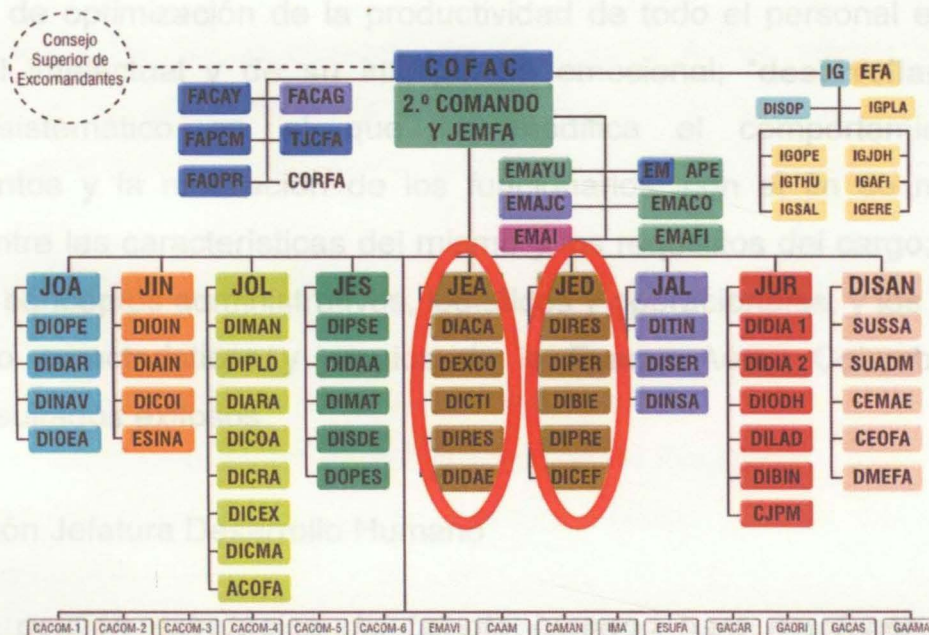 de optimización de la productividad de todo el personal e
Consejo
Superior de
Excomandantes
COFAC
2.º COMANDO
Y JEMFA
FACAY FACAG
FAPCM TJCFA
FAOPR CORFA
IG EFA
DISOP IGPLA
IGOPE IGJDH
IGTHU IGAFI
IGSAL IGERE
EMAYU EM APE
EMAJC EMACO
EMAI EMAFI
JOA JIN JOL JES JEA JED JAL JUR DISAN
DIOPE DIOIN DIMAN DIPSE DIACA DIRES DITIN DIDIA 1 SUSSA
DIDAR DIAIN DIPLO DIDAA DEXCO DIPER DISER DIDIA 2 SUADM
DINAV DICOI DIARA DIMAT DICTI DIBIE DINSA DIODH CEMAE
DIOEA ESINA DICOA DISDE DIRES DIPRE DILAD CEOFA
DICRA DOPES DIDAE DICEF DIBIN DMEFA
DICEX CJPM
DICMA
ACOFA
Jefatura Desarrollo Humano
CACOM-1 CACOM-2 CACOM-3 CACOM-4 CACOM-5 CACOM-6 EMAVI CAAM CAMAN IMA ESUFA GACAR GAORI GACAS GAAMA